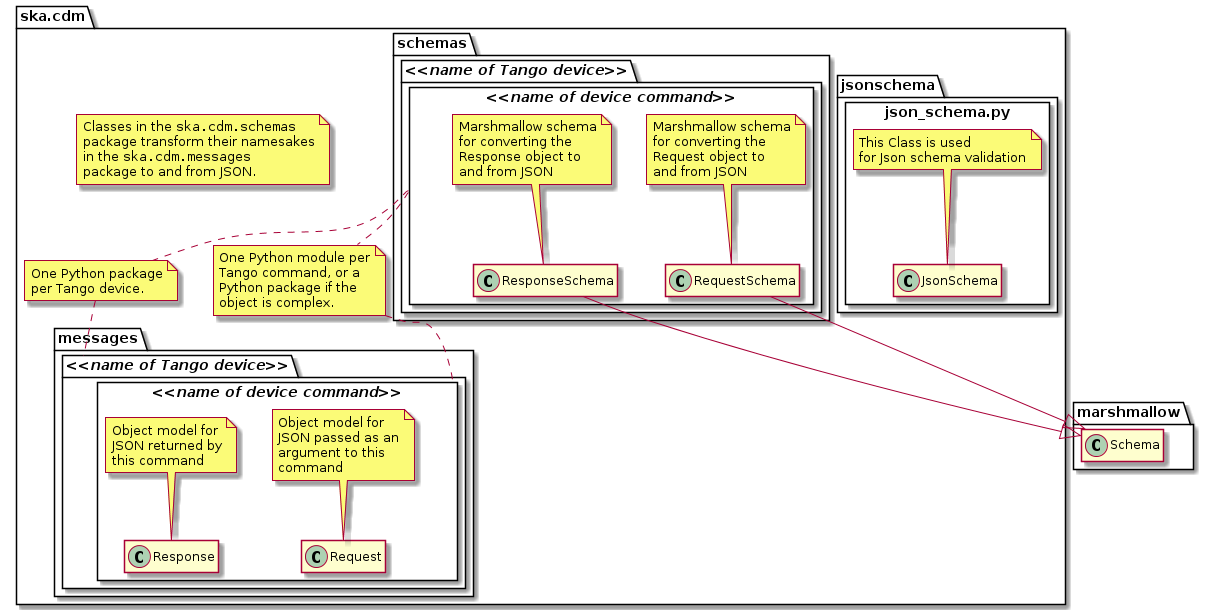 ska.cdm
schemas
<<name of Tango device>>
<<name of device command>>
Marshmallow schema
for converting the
Response object to
and from JSON
Marshmallow schema
for converting the
Request object to
and from JSON
ResponseSchema
RequestSchema
jsonschema
json_schema.py
This Class is used
for Json schema validation
JsonSchema
Classes in the ska.cdm.schemas
package transform their namesakes
in the ska.cdm.messages
package to and from JSON.
One Python package
per Tango device.
One Python module per
Tango command, or a
Python package if the
object is complex.
messages
<<name of Tango device>>
<<name of device command>>
Object model for
JSON returned by
this command
Object model for
JSON passed as an
argument to this
command
Response
Request
marshmallow
Schema
C
C
C
C
C
C